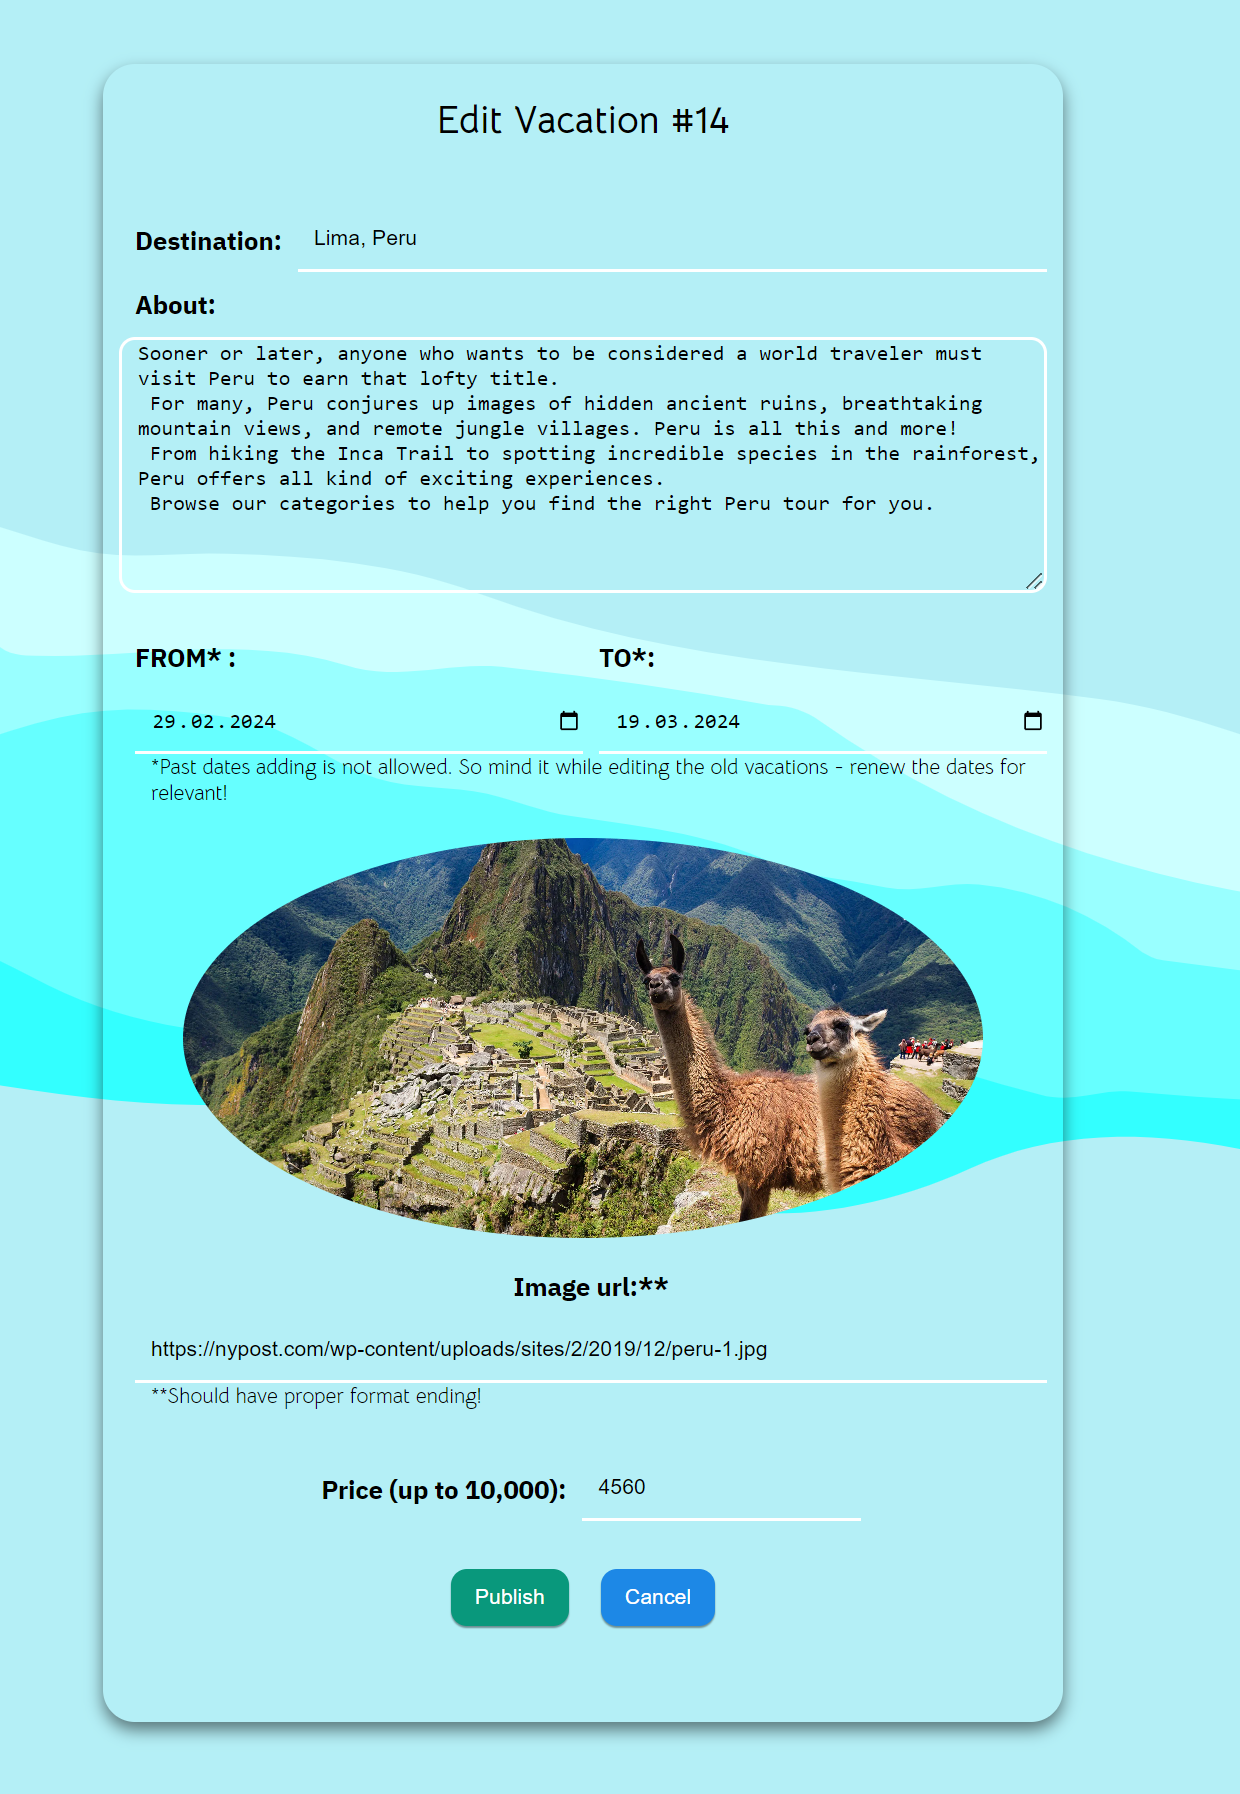 Edit Vacation #14
Destination: Lima, Peru
About:
Sooner or later, anyone who wants to be considered a world traveler must
visit Peru to earn that lofty title.
For many, Peru conjures up images of hidden ancient ruins, breathtaking
mountain views, and remote jungle villages. Peru is all this and more!
From hiking the Inca Trail to spotting incredible species in the rainforest,
Peru offers all kind of exciting experiences.
Browse our categories to help you find the right Peru tour for you.
FROM* : TO*:
29.02.2024 19.03.2024
*Past dates adding is not allowed. So mind it while editing the old vacations - renew the dates for
relevant!
Image url:**
https://nypost.com/wp-content/uploads/sites/2/2019/12/peru-1.jpg
**Should have proper format ending!
Price (up to 10,000): 4560
Publish Cancel